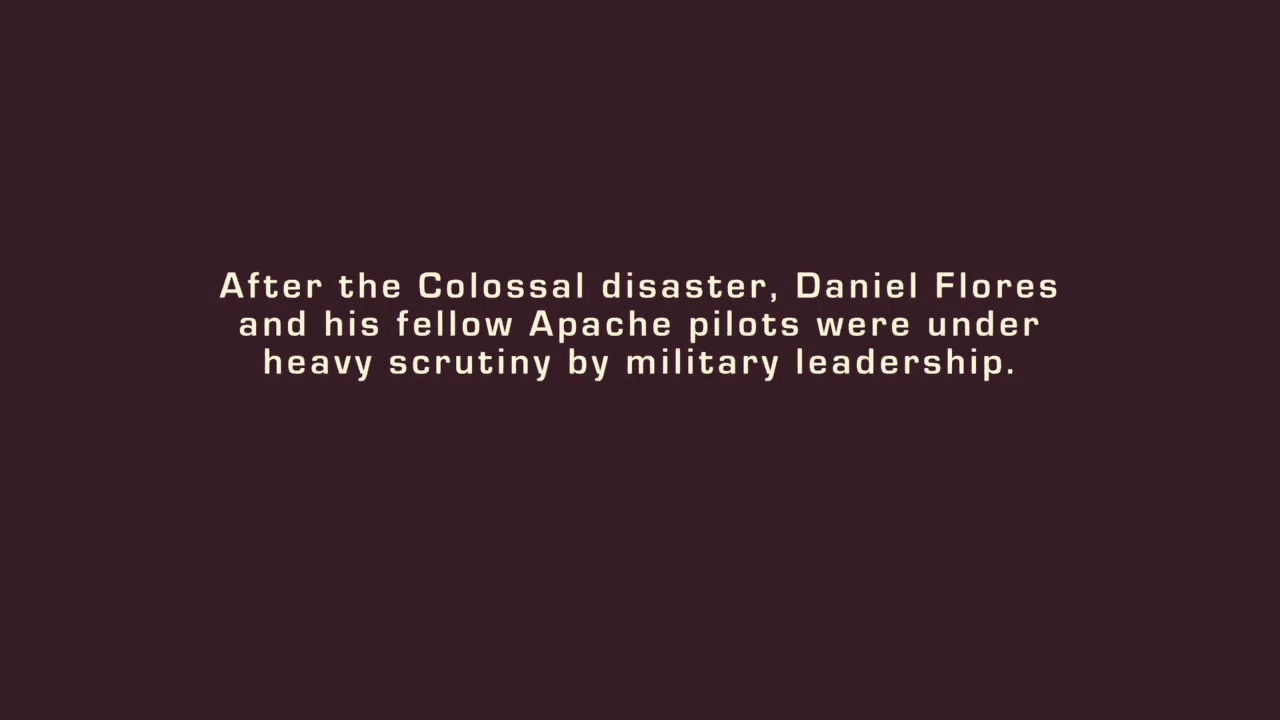 After the Colossal disaster, Daniel Flores
and his fellow Apache pilots were under
heavy scrutiny by military leadership.